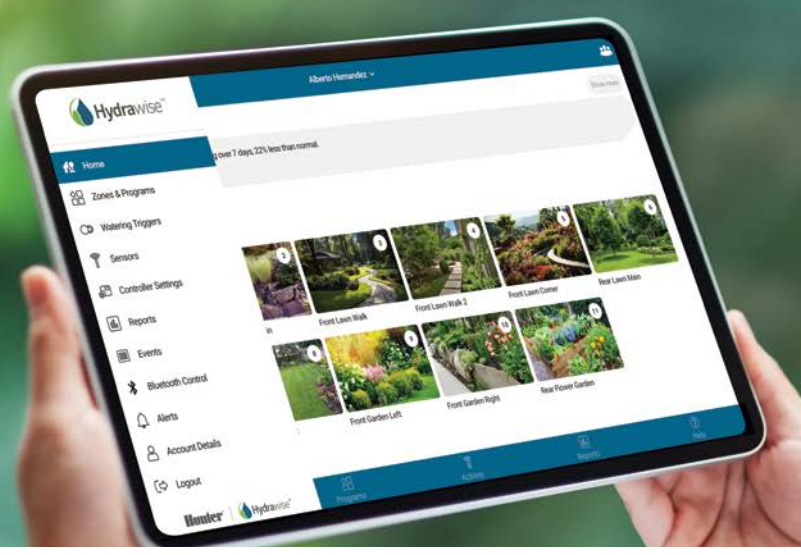 Hydrawise™
Alberto Hernandez
Show more
Home
Zones & Programs
Watering Triggers
Sensors
Controller Settings
Reports
Events
Bluetooth Control
Alerts
Account Details
Logout
Hunter® | Hydrawise™
g over 7 days, 22% less than normal.
2
3
4
5
6
in
Front Lawn Walk
Front Lawn Walk 2
Front Lawn Corner
Rear Lawn Main
8
9
10
11
Front Garden Left
Front Garden Right
Rear Flower Garden
Programs
Actions
Reports
Help